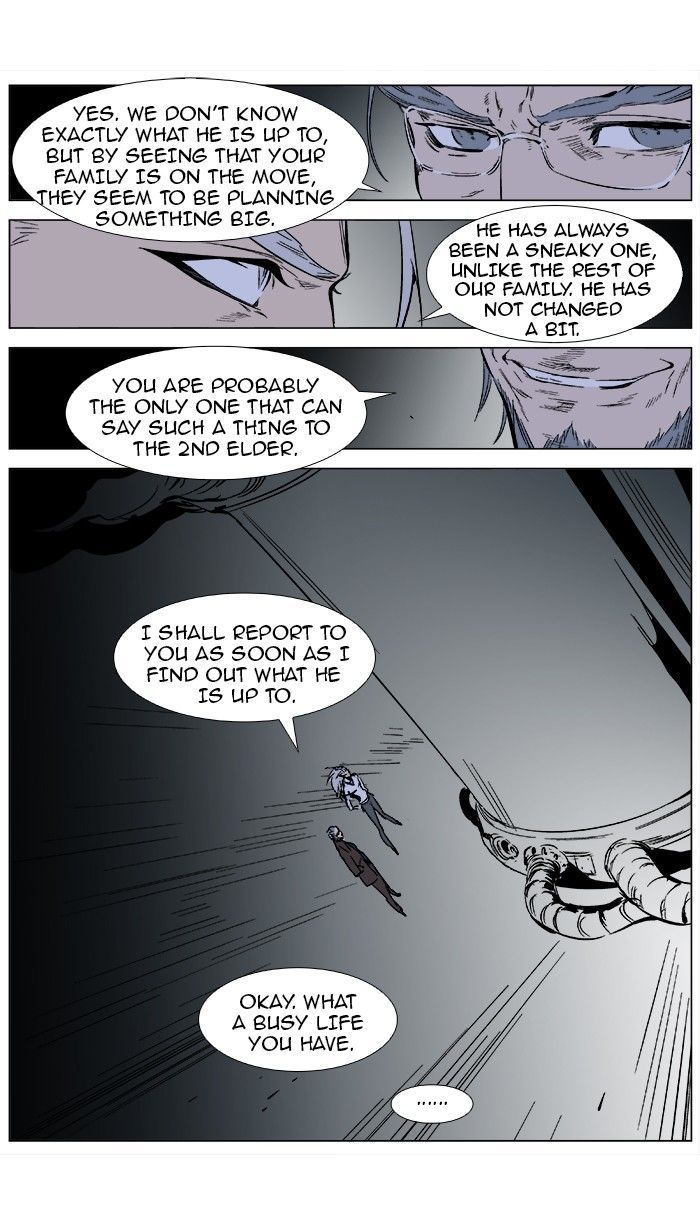 YES. WE DON'T KNOW
EXACTLY WHAT HE IS UP TO,
BUT BY SEEING THAT YOUR
FAMILY IS ON THE MOVE,
THEY SEEM TO BE PLANNING
SOMETHING BIG.
HE HAS ALWAYS
BEEN A SNEAKY ONE,
UNLIKE THE REST OF
OUR FAMILY. HE HAS
NOT CHANGED
A BIT.
YOU ARE PROBABLY
THE ONLY ONE THAT CAN
SAY SUCH A THING TO
THE 2ND ELDER.
I SHALL REPORT TO
YOU AS SOON AS I
FIND OUT WHAT HE
IS UP TO.
OKAY. WHAT
A BUSY LIFE
YOU HAVE.
......